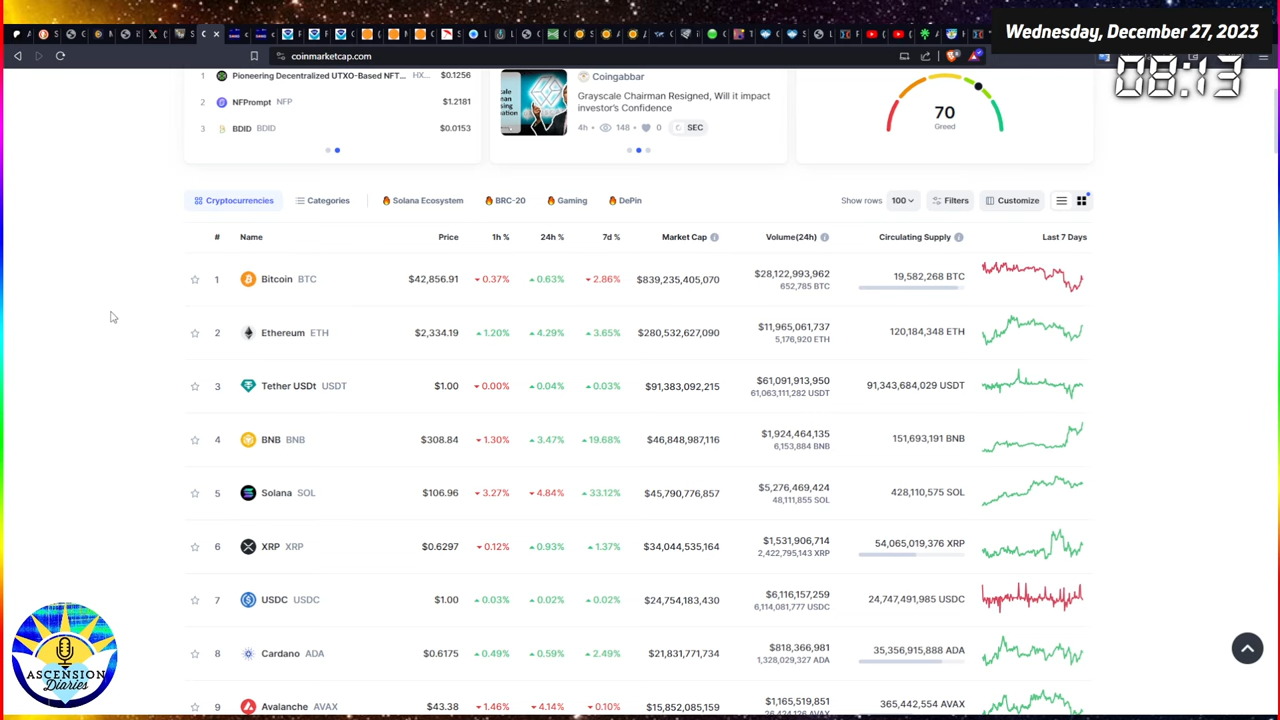 Wednesday, December 27, 2023
08:13
coinmarketcap.com
1 Pioneering Decentralized UTXO-Based NFT... HX... $0.1256
2 NFPrompt NFP $1.2181
3 BDID BDID $0.0153
Coingabbar
Grayscale Chairman Resigned, Will it impact
investor's Confidence
4h 148 0 SEC
70
Greed
Cryptocurrencies Categories Solana Ecosystem BRC-20 Gaming DePin Show rows 100 Filters Customize
# Name Price 1h % 24h % 7d % Market Cap Volume(24h) Circulating Supply Last 7 Days
1 Bitcoin BTC $42,856.91 0.37% 0.63% 2.86% $839,235,405,070 $28,122,993,962 19,582,268 BTC
652,785 BTC
2 Ethereum ETH $2,334.19 1.20% 4.29% 3.65% $280,532,627,090 $11,965,061,737 120,184,348 ETH
5,176,920 ETH
3 Tether USDt USDT $1.00 0.00% 0.04% 0.03% $91,383,092,215 $61,091,913,950 91,343,684,029 USDT
61,063,111,282 USDT
4 BNB BNB $308.84 1.30% 3.47% 19.68% $46,848,987,116 $1,924,464,135 151,693,191 BNB
6,153,884 BNB
5 Solana SOL $106.96 3.27% 4.84% 33.12% $45,790,776,857 $5,276,469,424 428,110,575 SOL
48,111,855 SOL
6 XRP XRP $0.6297 0.12% 0.93% 1.37% $34,044,535,164 $1,531,906,714 54,065,019,376 XRP
2,422,795,143 XRP
7 USDC USDC $1.00 0.03% 0.02% 0.02% $24,754,183,430 $6,116,157,259 24,747,491,985 USDC
6,114,081,777 USDC
8 Cardano ADA $0.6175 0.49% 0.59% 2.49% $21,831,771,734 $818,366,981 35,356,915,888 ADA
1,328,029,327 ADA
9 Avalanche AVAX $43.38 1.46% 4.14% 0.10% $15,852,085,159 $1,165,519,851 365,442,554 AVAX
ASCENSION
Diaries